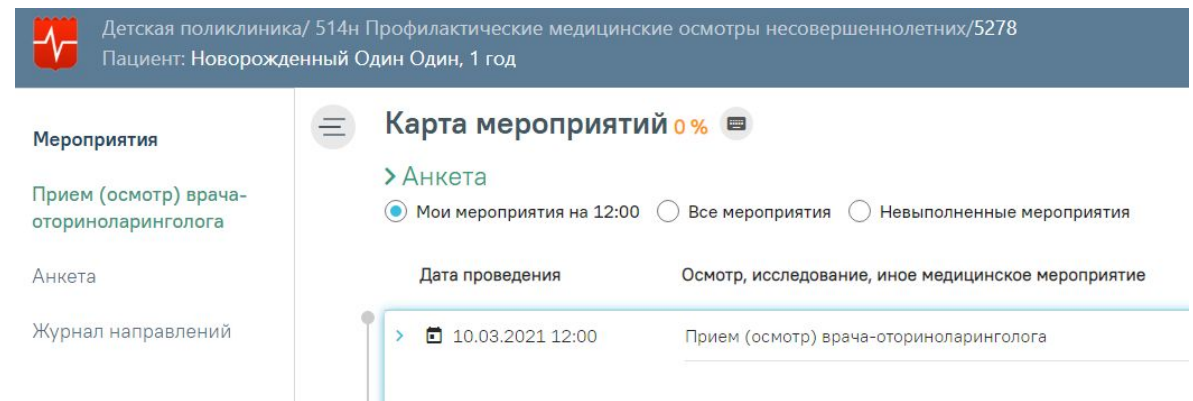 Детская поликлиника/ 514н Профилактические медицинские осмотры несовершеннолетних/5278
Пациент: Новорожденный Один Один, 1 год
Мероприятия
Прием (осмотр) врача-
оториноларинголога
Анкета
Журнал направлений
Карта мероприятий 0 %
Анкета
Мои мероприятия на 12:00 Все мероприятия Невыполненные мероприятия
Дата проведения Осмотр, исследование, иное медицинское мероприятие
10.03.2021 12:00 Прием (осмотр) врача-оториноларинголога